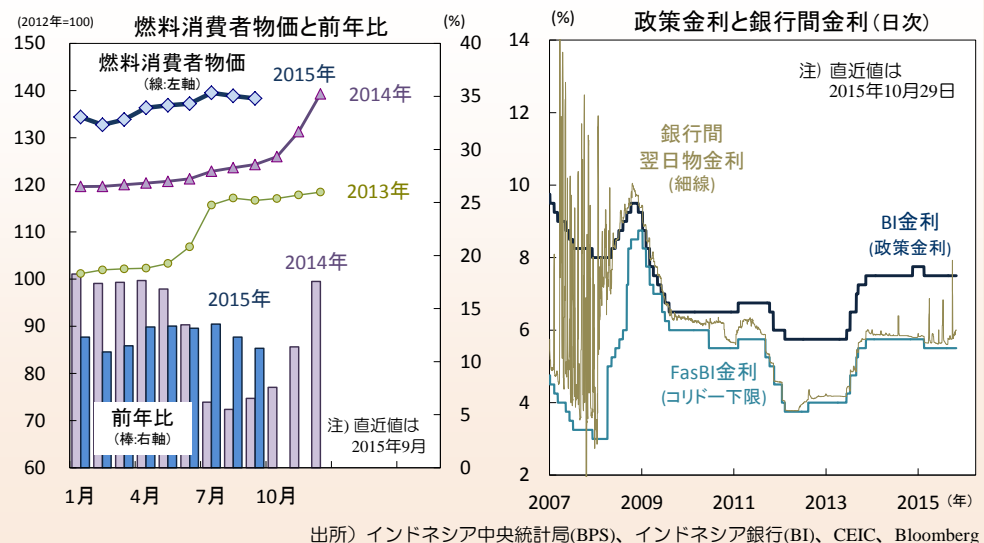 燃料消費者物価と前年比
(2012年=100)
(%)
150
140
130
120
110
100
90
80
70
60
40
35
30
25
20
15
10
5
0
燃料消費者物価
(線:左軸)
2015年
2014年
2013年
2014年
2015年
前年比
(棒:右軸)
注) 直近値は
2015年9月
1月 4月 7月 10月
政策金利と銀行間金利(日次)
(%)
14
12
10
8
6
4
2
注) 直近値は
2015年10月29日
銀行間
翌日物金利
(細線)
BI金利
(政策金利)
FasBI金利
(コリドー下限)
2007 2009 2011 2013 2015 (年)
出所）インドネシア中央統計局(BPS)、インドネシア銀行(BI)、CEIC、Bloomberg